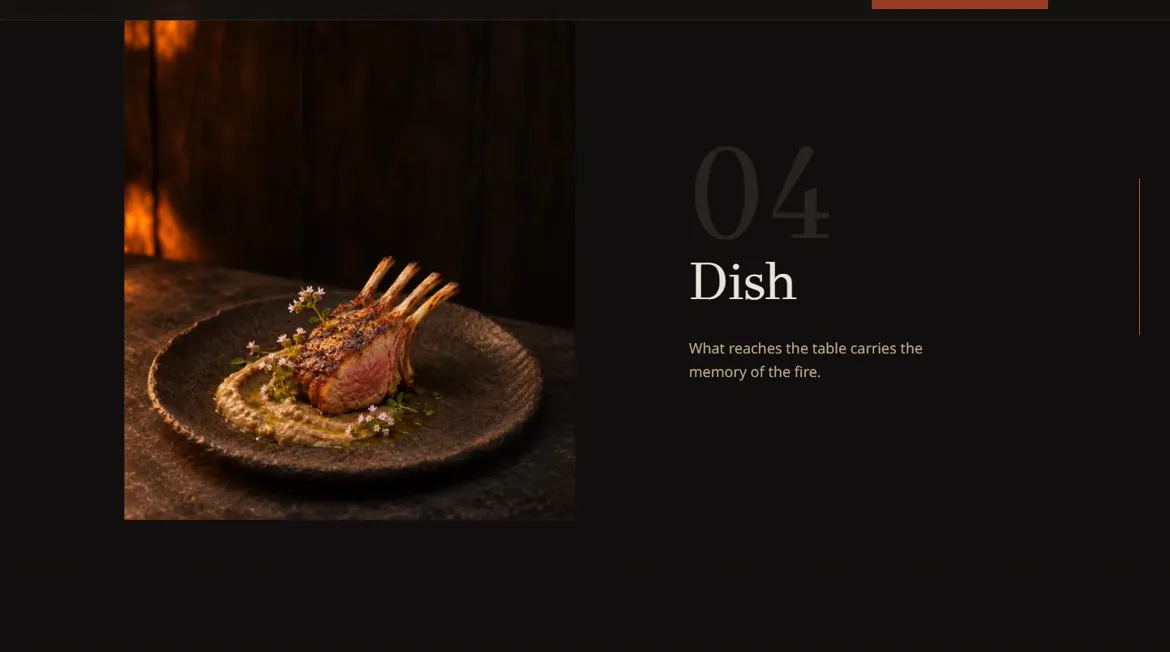 04
Dish
What reaches the table carries the
memory of the fire.